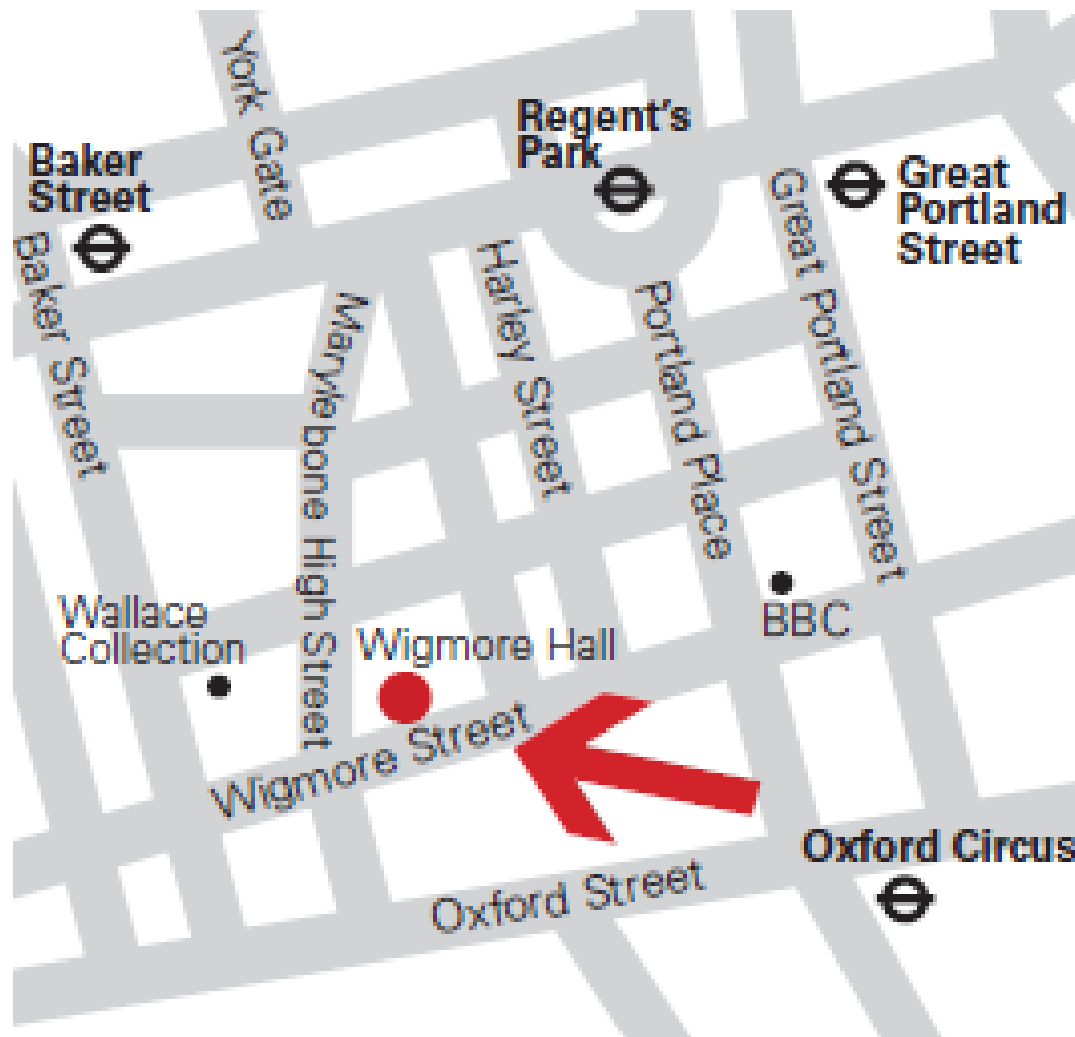 York Gate
Regent's
Park
Baker
Street
Great
Portland
Street
Baker Street
Harley Street
Marylebone High Street
Portland Place
Great Portland Street
Wallace
Collection
Wigmore Hall
BBC
Wigmore Street
Oxford Circus
Oxford Street